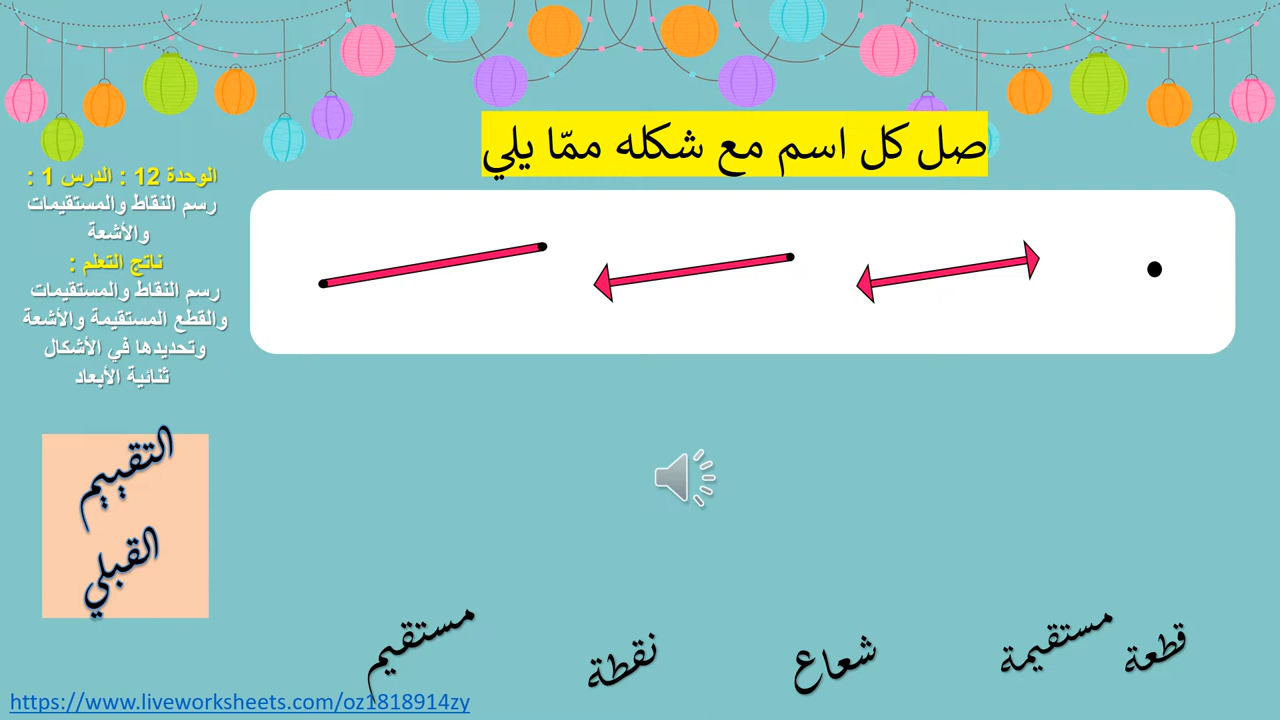 صل كل اسم مع شكله ممّا يلي
الوحدة 12 : الدرس 1 :
رسم النقاط والمستقيمات
والأشعة
ناتج التعلم :
رسم النقاط والمستقيمات
والقطع المستقيمة والأشعة
وتحديدها في الأشكال
ثنائية الأبعاد
التقييم
القبلي
قطعة مستقيمة
شعاع
نقطة
مستقيم
https://www.liveworksheets.com/oz1818914zy